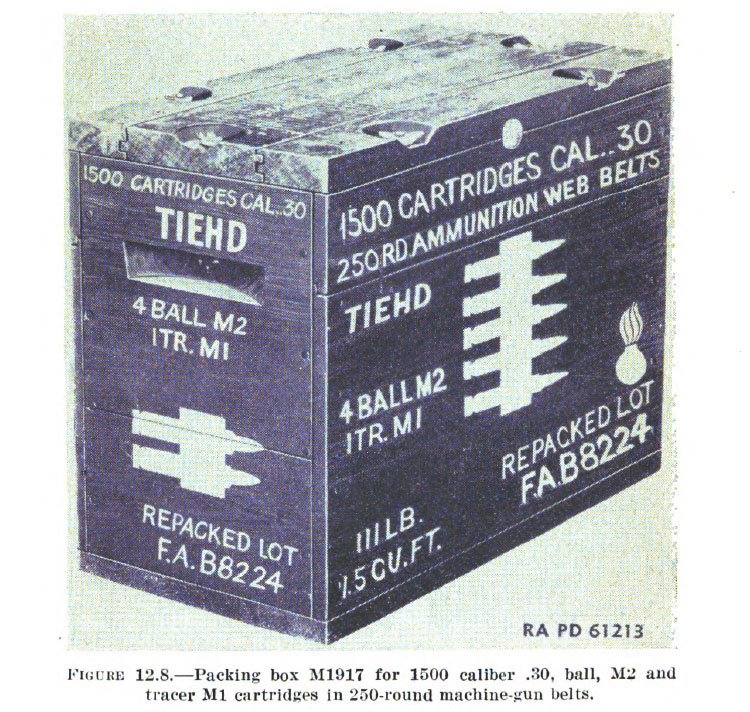 1500 CARTRIDGES CAL..30
TIEHD
4 BALL M2
1TR. M1
REPACKED LOT
F.A. B8224
1500 CARTRIDGES CAL..30
250 RD. AMMUNITION WEB BELTS
TIEHD
4 BALL M2
1TR. M1
REPACKED LOT
F.A.B8224
111 LB.
1.5 CU. FT.
RA PD 61213
FIGURE 12.8.—Packing box M1917 for 1500 caliber .30, ball, M2 and
tracer M1 cartridges in 250-round machine-gun belts.